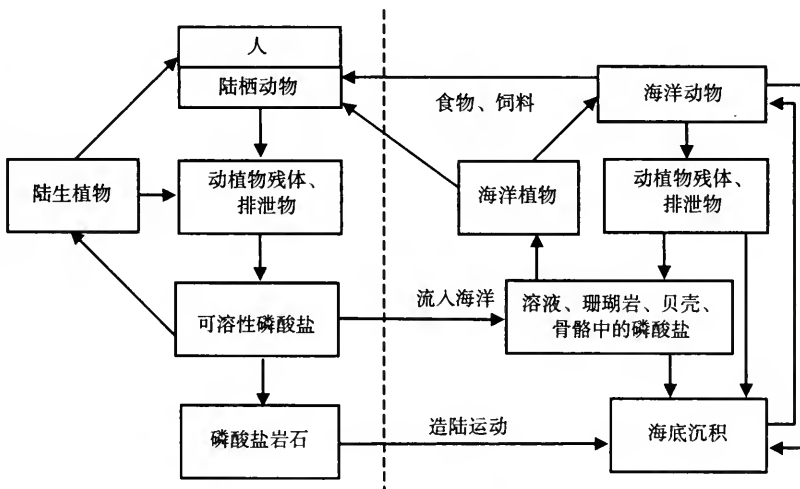 人
陆栖动物
海洋动物
食物、饲料
陆生植物
动植物残体、
排泄物
海洋植物
动植物残体、
排泄物
可溶性磷酸盐
流入海洋
溶液、珊瑚岩、贝壳、
骨骼中的磷酸盐
磷酸盐岩石
造陆运动
海底沉积